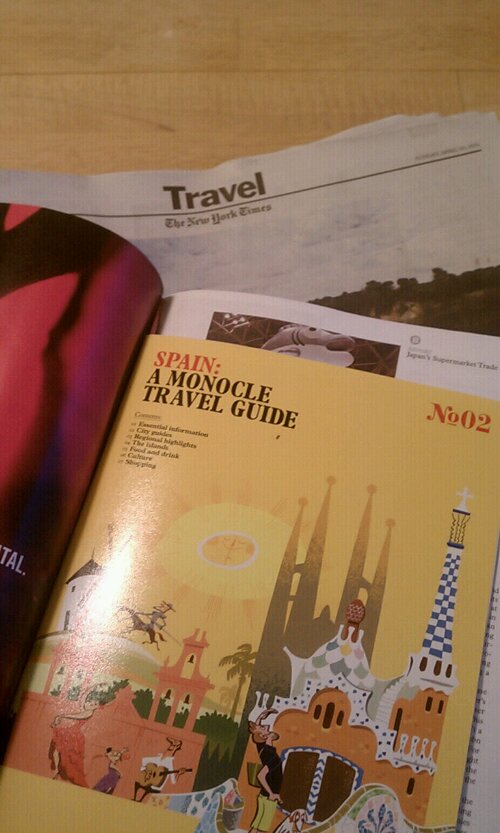 Travel
The New York Times
Japan's Supermarket Trade
SPAIN:
A MONOCLE
TRAVEL GUIDE
No02
Contents
Essential information
City guides
Regional highlights
The islands
Food and drink
Culture
Shopping
TAL.